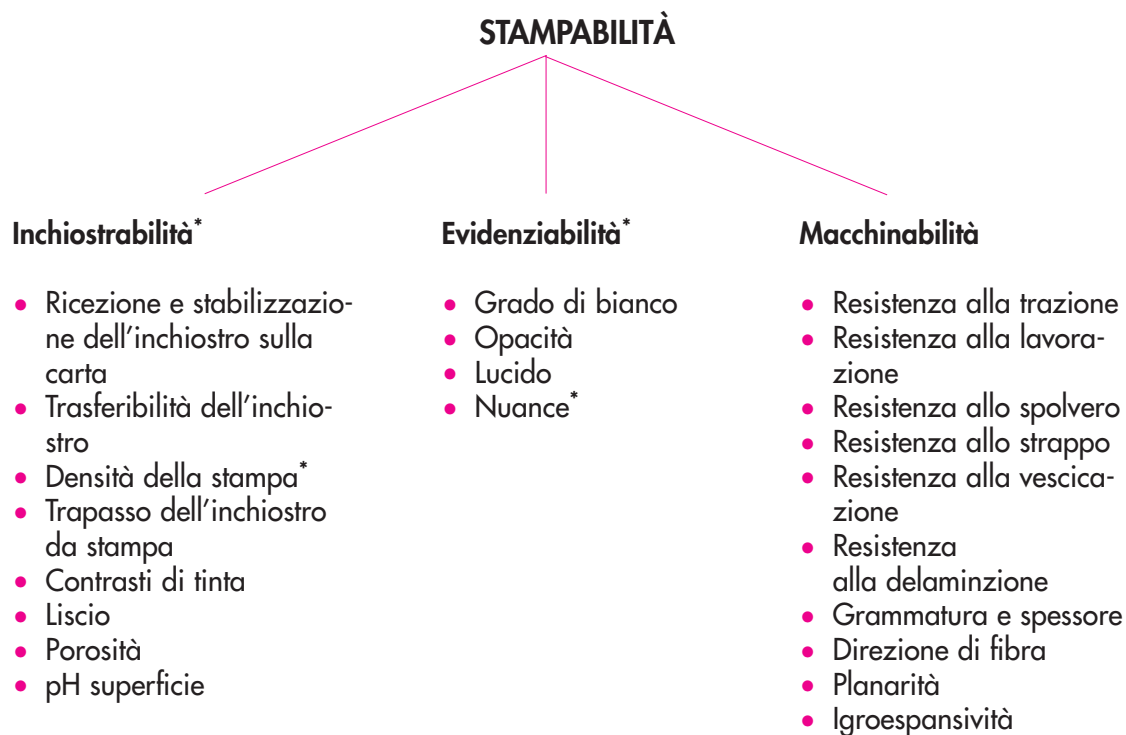 STAMPABILITÀ
Inchiostrabilità*
• Ricezione e stabilizzazio-
ne dell'inchiostro sulla
carta
• Trasferibilità dell'inchio-
stro
• Densità della stampa*
• Trapasso dell'inchiostro
da stampa
• Contrasti di tinta
• Liscio
• Porosità
• pH superficie
Evidenziabilità*
• Grado di bianco
• Opacità
• Lucido
• Nuance*
Macchinabilità
• Resistenza alla trazione
• Resistenza alla lavora-
zione
• Resistenza allo spolvero
• Resistenza allo strappo
• Resistenza alla vescica-
zione
• Resistenza
alla delaminzione
• Grammatura e spessore
• Direzione di fibra
• Planarità
• Igroespansività